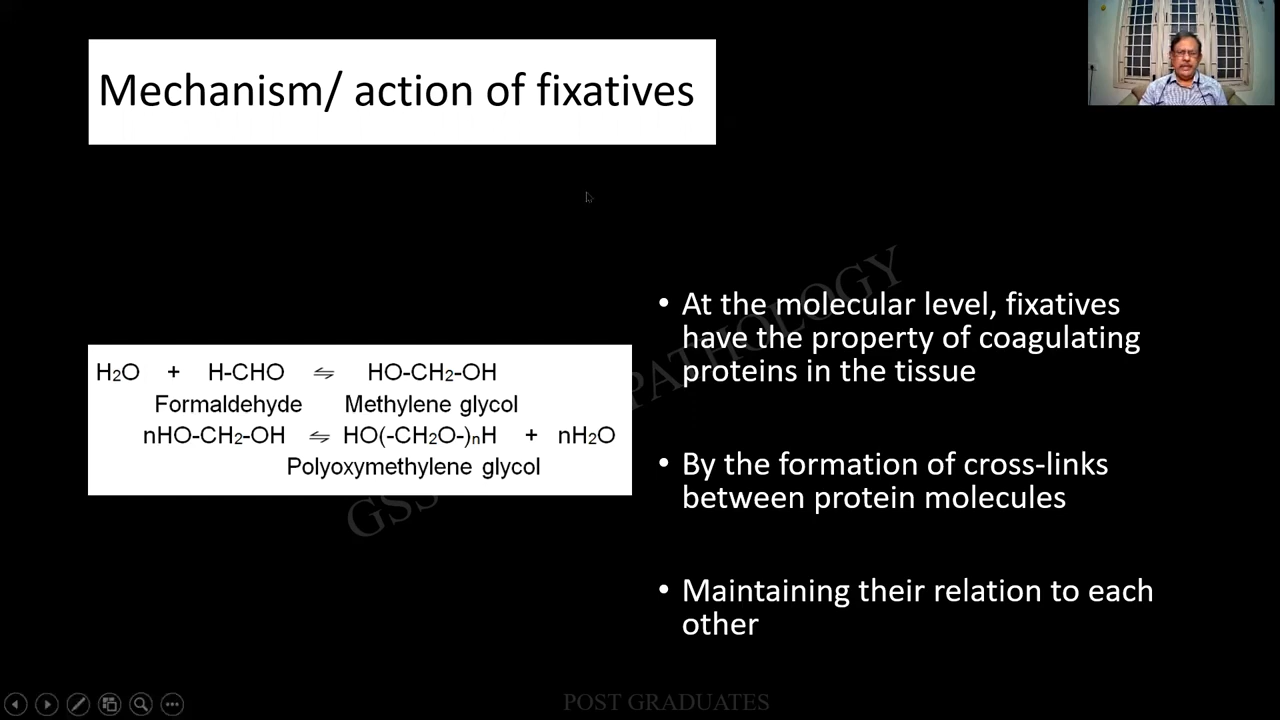 Mechanism/ action of fixatives
H₂O + H-CHO ⇋ HO-CH₂-OH
Formaldehyde Methylene glycol
nHO-CH₂-OH ⇋ HO(-CH₂O-)ₙH + nH₂O
Polyoxymethylene glycol
• At the molecular level, fixatives
have the property of coagulating
proteins in the tissue
• By the formation of cross-links
between protein molecules
• Maintaining their relation to each
other
PATHOLOGY
POST GRADUATES